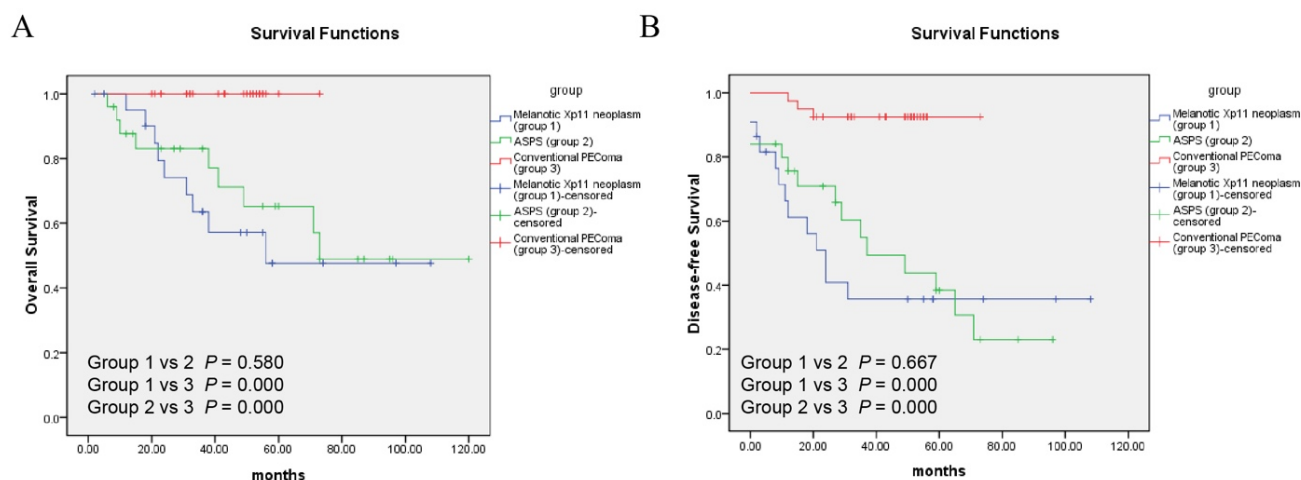 A
Survival Functions
Overall Survival
1.0
0.8
0.6
0.4
0.2
0.0
Group 1 vs 2 P = 0.580
Group 1 vs 3 P = 0.000
Group 2 vs 3 P = 0.000
0.00 20.00 40.00 60.00 80.00 100.00 120.00
months
group
Melanotic Xp11 neoplasm
(group 1)
ASPS (group 2)
Conventional PEComa
(group 3)
Melanotic Xp11 neoplasm
(group 1)-censored
ASPS (group 2)-
censored
Conventional PEComa
(group 3)-censored
B
Survival Functions
Disease-free Survival
1.0
0.8
0.6
0.4
0.2
0.0
Group 1 vs 2 P = 0.667
Group 1 vs 3 P = 0.000
Group 2 vs 3 P = 0.000
0.00 20.00 40.00 60.00 80.00 100.00 120.00
months
group
Melanotic Xp11 neoplasm
(group 1)
ASPS (group 2)
Conventional PEComa
(group 3)
Melanotic Xp11 neoplasm
(group 1)-censored
ASPS (group 2)-
censored
Conventional PEComa
(group 3)-censored